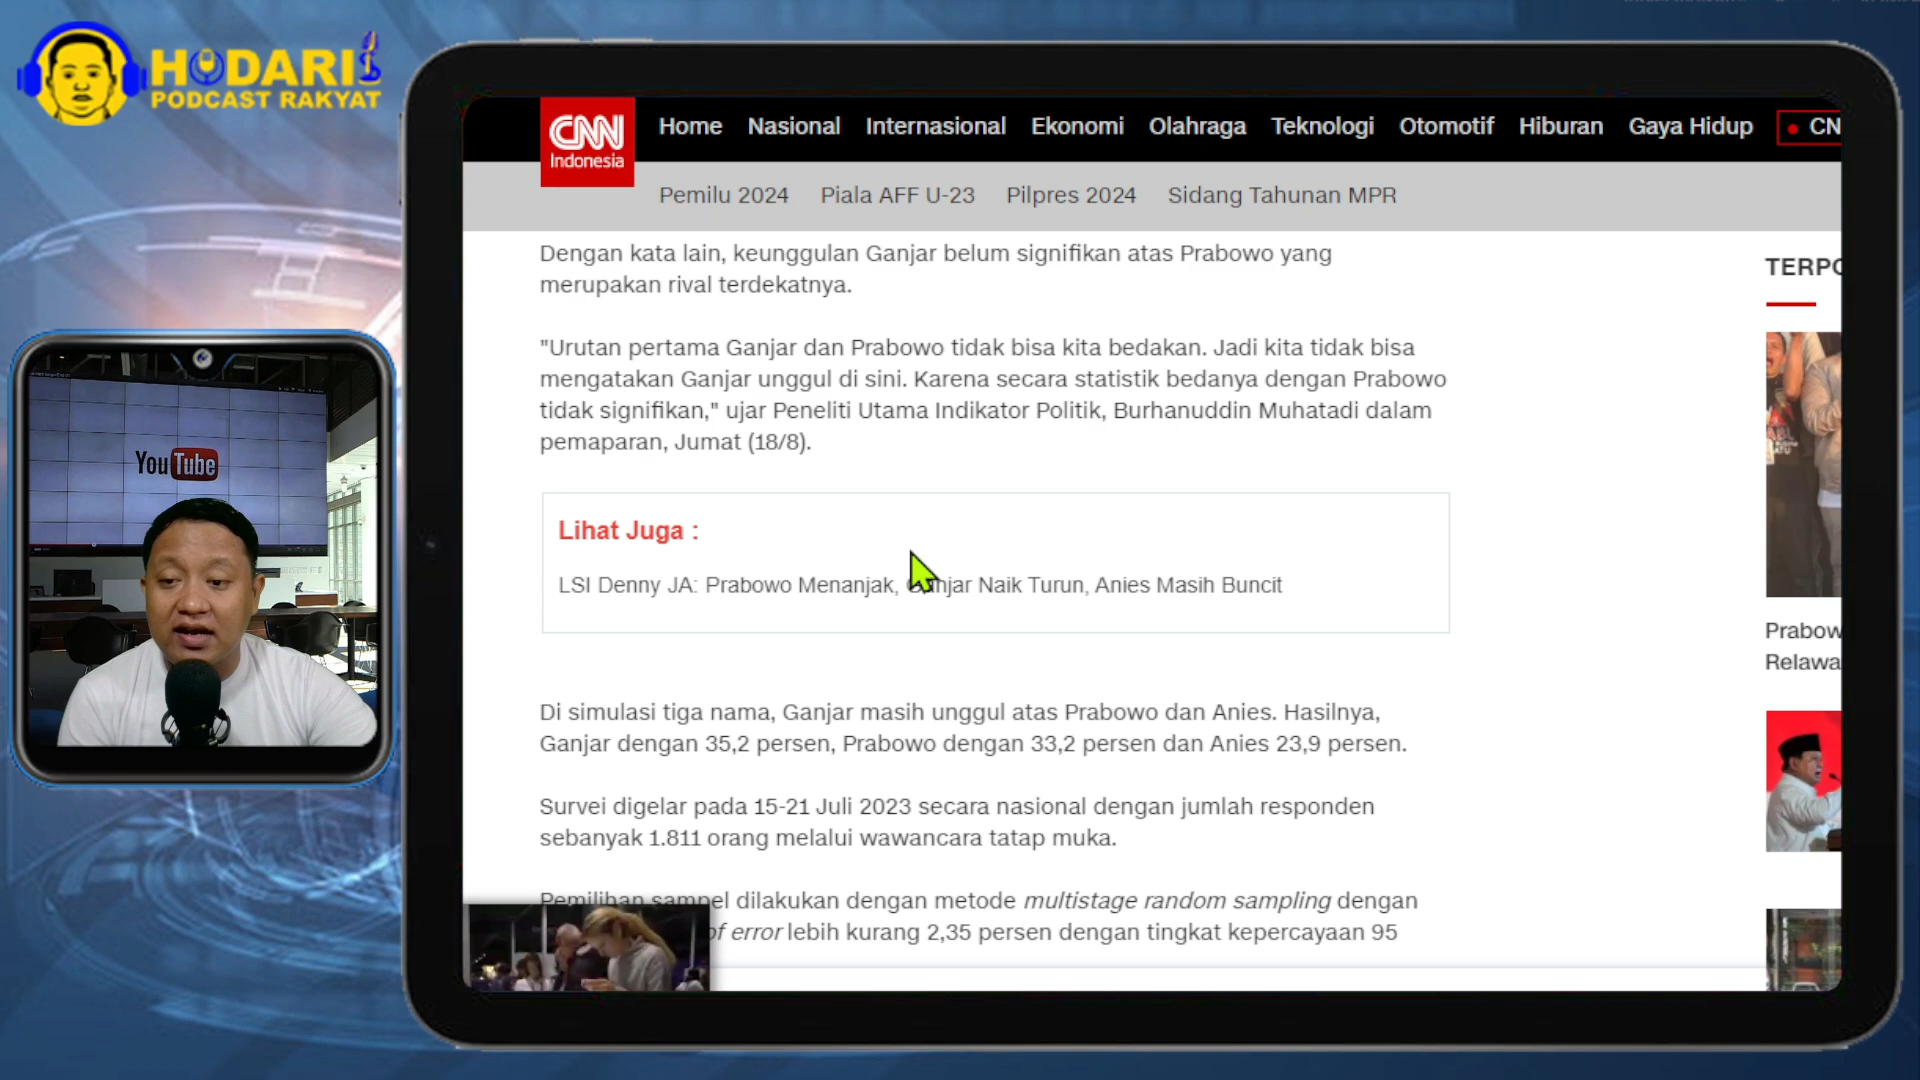 HODARI
PODCAST RAKYAT
CNN
Indonesia
Home Nasional Internasional Ekonomi Olahraga Teknologi Otomotif Hiburan Gaya Hidup CN
Pemilu 2024 Piala AFF U-23 Pilpres 2024 Sidang Tahunan MPR
Dengan kata lain, keunggulan Ganjar belum signifikan atas Prabowo yang
merupakan rival terdekatnya.
"Urutan pertama Ganjar dan Prabowo tidak bisa kita bedakan. Jadi kita tidak bisa
mengatakan Ganjar unggul di sini. Karena secara statistik bedanya dengan Prabowo
tidak signifikan," ujar Peneliti Utama Indikator Politik, Burhanuddin Muhatadi dalam
pemaparan, Jumat (18/8).
Lihat Juga :
LSI Denny JA: Prabowo Menanjak, Ganjar Naik Turun, Anies Masih Buncit
Di simulasi tiga nama, Ganjar masih unggul atas Prabowo dan Anies. Hasilnya,
Ganjar dengan 35,2 persen, Prabowo dengan 33,2 persen dan Anies 23,9 persen.
Survei digelar pada 15-21 Juli 2023 secara nasional dengan jumlah responden
sebanyak 1.811 orang melalui wawancara tatap muka.
Pemilihan sampel dilakukan dengan metode multistage random sampling dengan
of error lebih kurang 2,35 persen dengan tingkat kepercayaan 95
TERPO
Prabow
Relawa
YouTube